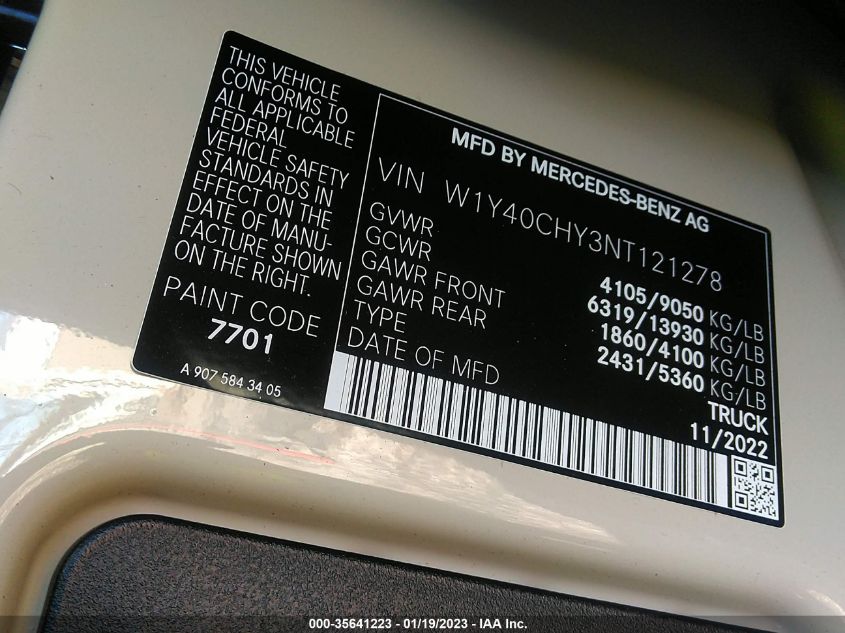 THIS VEHICLE
CONFORMS TO
ALL APPLICABLE
FEDERAL
VEHICLE SAFETY
STANDARDS IN
EFFECT ON THE
DATE OF MANU-
FACTURE SHOWN
ON THE RIGHT.
PAINT CODE
7701
A 907 584 34 05
MFD BY MERCEDES-BENZ AG
VIN W1Y40CHY3NT121278
GVWR 4105/9050 KG/LB
GCWR 6319/13930 KG/LB
GAWR FRONT 1860/4100 KG/LB
GAWR REAR 2431/5360 KG/LB
TYPE TRUCK
DATE OF MFD 11/2022
000-35641223 - 01/19/2023 - IAA Inc.